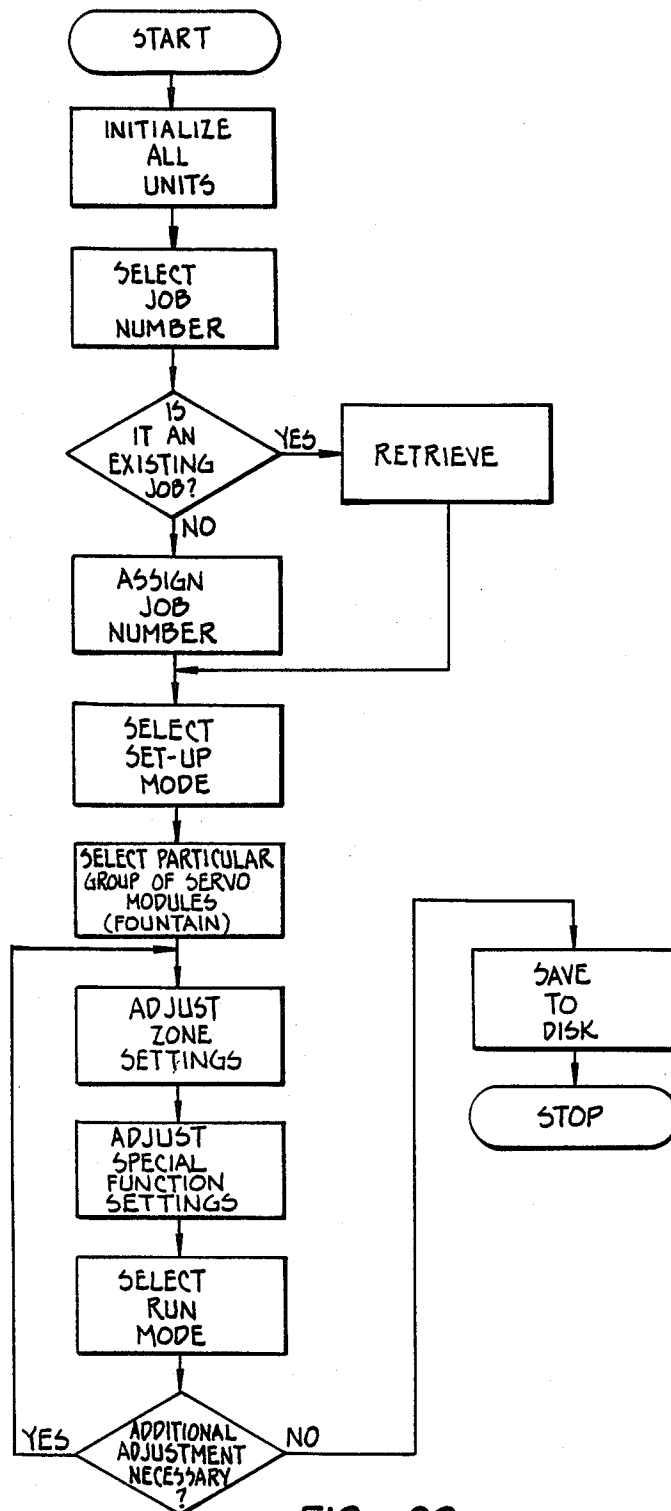 START
INITIALIZE
ALL
UNITS
SELECT
JOB
NUMBER
IS
IT AN
EXISTING
JOB?
YES
RETRIEVE
NO
ASSIGN
JOB
NUMBER
SELECT
SET-UP
MODE
SELECT PARTICULAR
GROUP OF SERVO
MODULES
(FOUNTAIN)
ADJUST
ZONE
SETTINGS
ADJUST
SPECIAL
FUNCTION
SETTINGS
SELECT
RUN
MODE
ADDITIONAL
ADJUSTMENT
NECESSARY
?
YES
NO
SAVE
TO
DISK
STOP